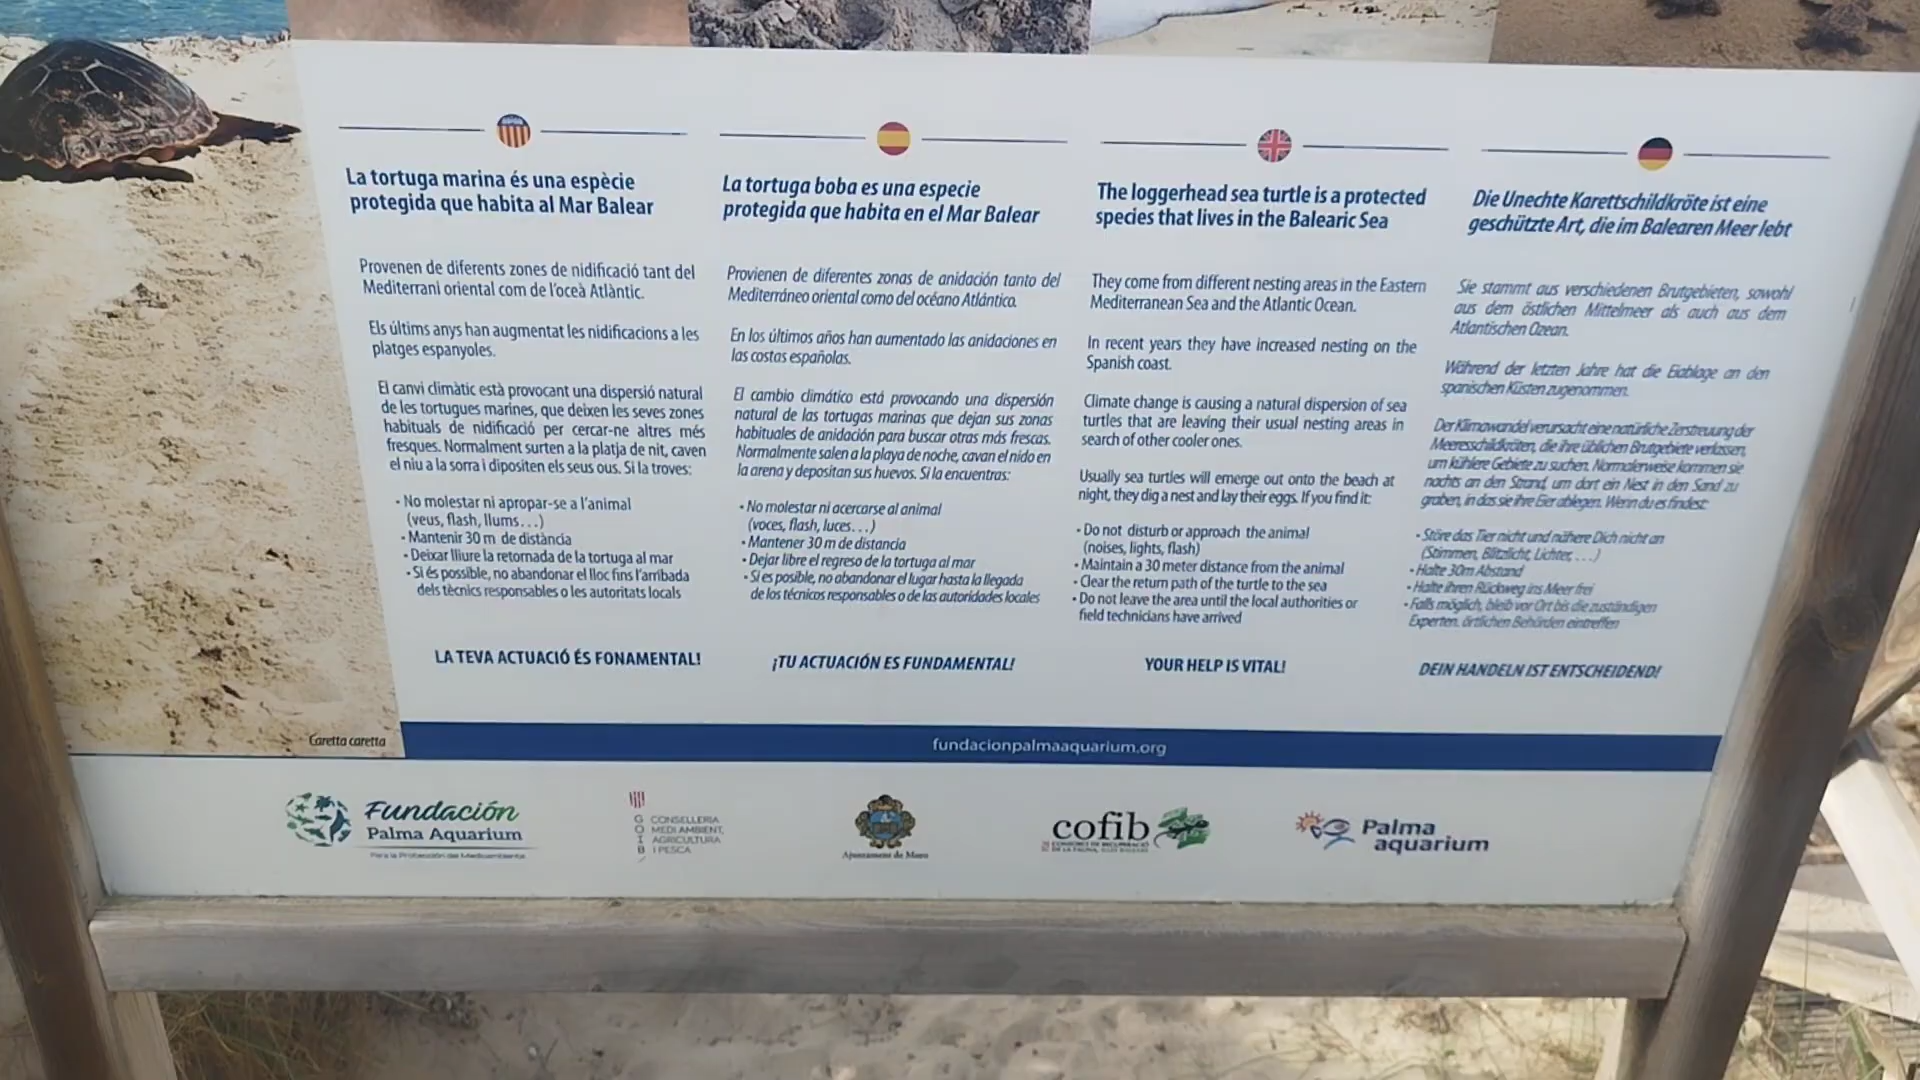 La tortuga marina és una espècie
protegida que habita al Mar Balear
Provenen de diferents zones de nidificació tant del
Mediterrani oriental com de l'oceà Atlàntic.
Els últims anys han augmentat les nidificacions a les
platges espanyoles.
El canvi climàtic està provocant una dispersió natural
de les tortugues marines, que deixen les seves zones
habituals de nidificació per cercar-ne altres més
fresques. Normalment surten a la platja de nit, caven
el niu a la sorra i dipositen els seus ous. Si la troves:
· No molestar ni apropar-se a l'animal
(veus, flash, llums...)
· Mantenir 30 m de distància
· Deixar lliure la retornada de la tortuga al mar
· Si és possible, no abandonar el lloc fins l'arribada
dels tècnics responsables o les autoritats locals
LA TEVA ACTUACIÓ ÉS FONAMENTAL!
La tortuga boba es una especie
protegida que habita en el Mar Balear
Provienen de diferentes zonas de anidación tanto del
Mediterráneo oriental como del océano Atlántico.
En los últimos años han aumentado las anidaciones en
las costas españolas.
El cambio climático está provocando una dispersión
natural de las tortugas marinas que dejan sus zonas
habituales de anidación para buscar otras más frescas.
Normalmente salen a la playa de noche, cavan el nido en
la arena y depositan sus huevos. Si la encuentras:
· No molestar ni acercarse al animal
(voces, flash, luces...)
· Mantener 30 m de distancia
· Dejar libre el regreso de la tortuga al mar
· Si es posible, no abandonar el lugar hasta la llegada
de los técnicos responsables o de las autoridades locales
¡TU ACTUACIÓN ES FUNDAMENTAL!
The loggerhead sea turtle is a protected
species that lives in the Balearic Sea
They come from different nesting areas in the Eastern
Mediterranean Sea and the Atlantic Ocean.
In recent years they have increased nesting on the
Spanish coast.
Climate change is causing a natural dispersion of sea
turtles that are leaving their usual nesting areas in
search of other cooler ones.
Usually sea turtles will emerge out onto the beach at
night, they dig a nest and lay their eggs. If you find it:
· Do not disturb or approach the animal
(noises, lights, flash)
· Maintain a 30 meter distance from the animal
· Clear the return path of the turtle to the sea
· Do not leave the area until the local authorities or
field technicians have arrived
YOUR HELP IS VITAL!
Die Unechte Karettschildkröte ist eine
geschützte Art, die im Balearen Meer lebt
Sie stammt aus verschiedenen Brutgebieten, sowohl
aus dem östlichen Mittelmeer als auch aus dem
Atlantischen Ozean.
Während der letzten Jahre hat die Eiablage an den
spanischen Küsten zugenommen.
Der Klimawandel verursacht eine natürliche Zerstreuung der
Meeresschildkröten, die ihre üblichen Brutgebiete verlassen,
um kühlere Gebiete zu suchen. Normalerweise kommen sie
nachts an den Strand, um dort ein Nest in den Sand zu
graben, in das sie ihre Eier ablegen. Wenn du es findest:
· Störe das Tier nicht und nähere Dich nicht an
(Stimmen, Blitzlicht, Lichter, ...)
· Halte 30m Abstand
· Halte ihren Rückweg ins Meer frei
· Falls möglich, bleib vor Ort bis die zuständigen
Experten. örtlichen Behörden eintreffen
DEIN HANDELN IST ENTSCHEIDEND!
Caretta caretta
fundacionpalmaaquarium.org
Fundación
Palma Aquarium
Para la Protección del Medioambiente
GOIB
CONSELLERIA
MEDI AMBIENT,
AGRICULTURA
I PESCA
Ajuntament de Muro
cofib
CONSORCI DE RECUPERACIÓ
DE LA FAUNA, ILLES BALEARS
Palma
aquarium